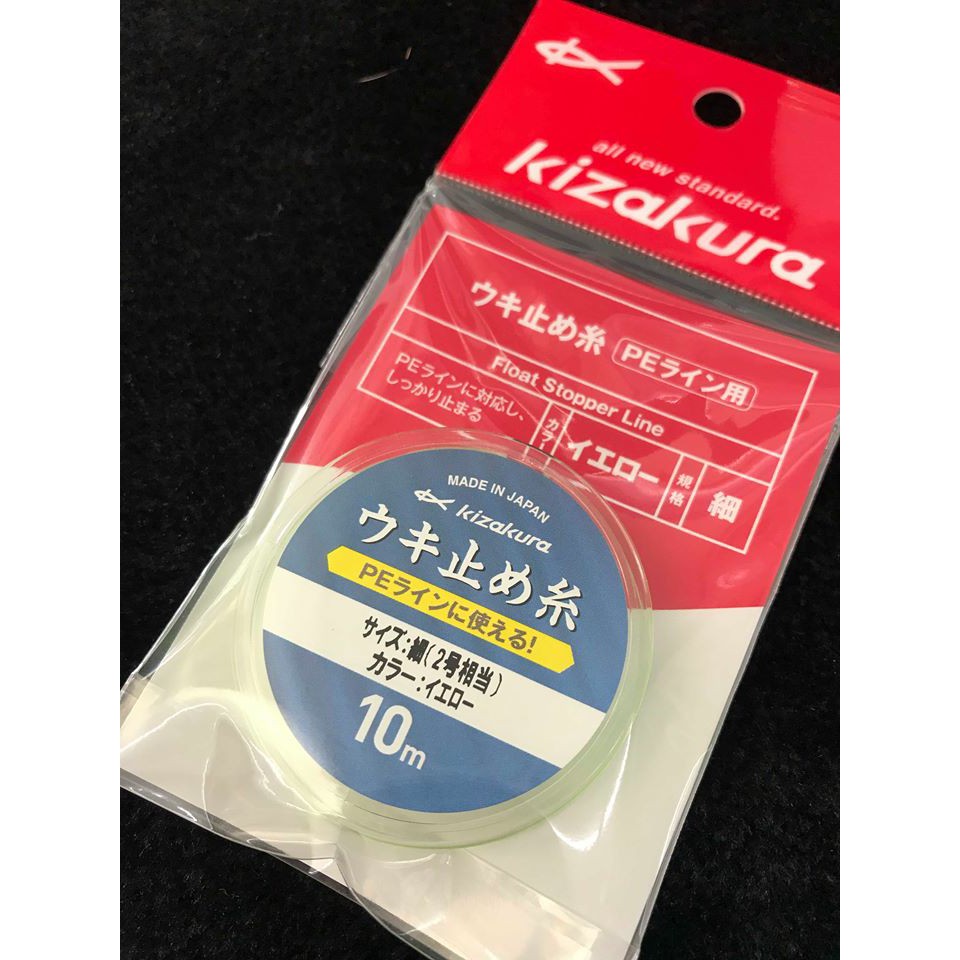 all new standard.
kizakura
ウキ止め糸 PEライン用
Float Stopper Line
PEラインに対応し、
しっかり止まる
カラー イエロー 規格 細
MADE IN JAPAN
kizakura
ウキ止め糸
PEラインに使える!
サイズ:細(2号相当)
カラー:イエロー
10m